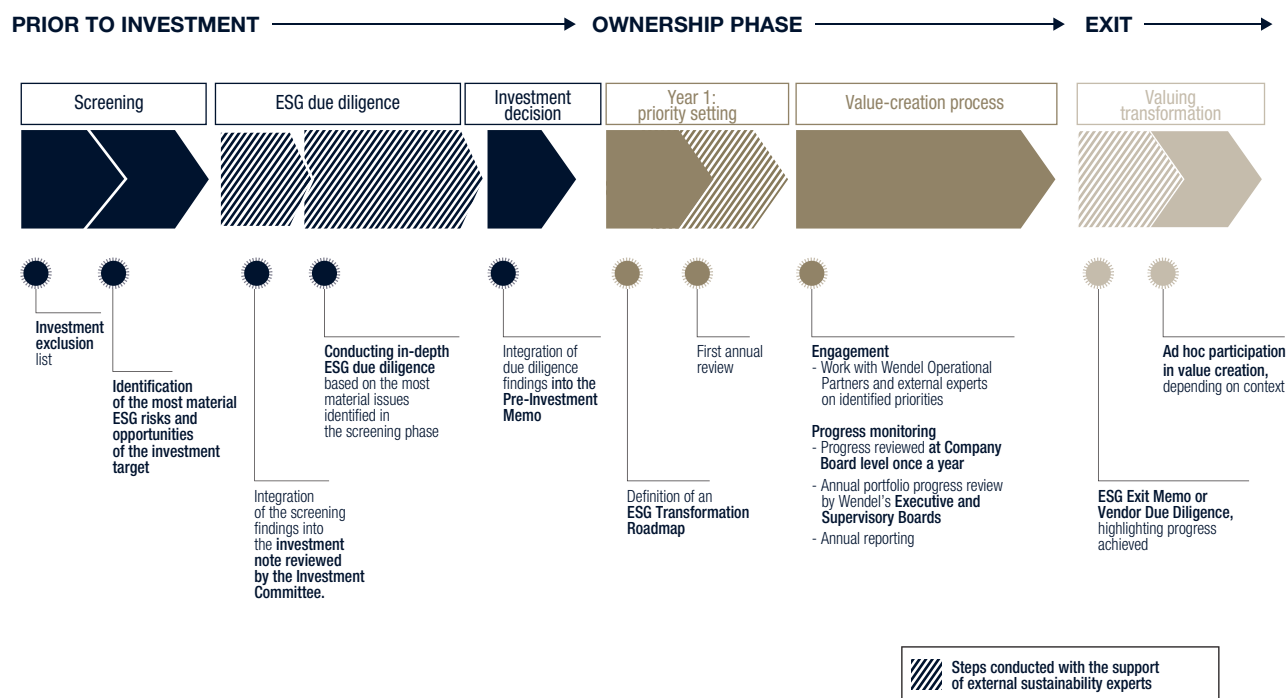 PRIOR TO INVESTMENT
OWNERSHIP PHASE
EXIT
Screening
ESG due diligence
Investment
decision
Year 1:
priority setting
Value-creation process
Valuing
transformation
Investment
exclusion
list
Identification
of the most material
ESG risks and
opportunities
of the investment
target
Integration
of the screening
findings into
the investment
note reviewed
by the Investment
Committee.
Conducting in-depth
ESG due diligence
based on the most
material issues
identified in
the screening phase
Integration of
due diligence
findings into the
Pre-Investment
Memo
Definition of an
ESG Transformation
Roadmap
First annual
review
Engagement
- Work with Wendel Operational
Partners and external experts
on identified priorities
Progress monitoring
- Progress reviewed at Company
Board level once a year
- Annual portfolio progress review
by Wendel's Executive and
Supervisory Boards
- Annual reporting
ESG Exit Memo or
Vendor Due Diligence,
highlighting progress
achieved
Ad hoc participation
in value creation,
depending on context
Steps conducted with the support
of external sustainability experts